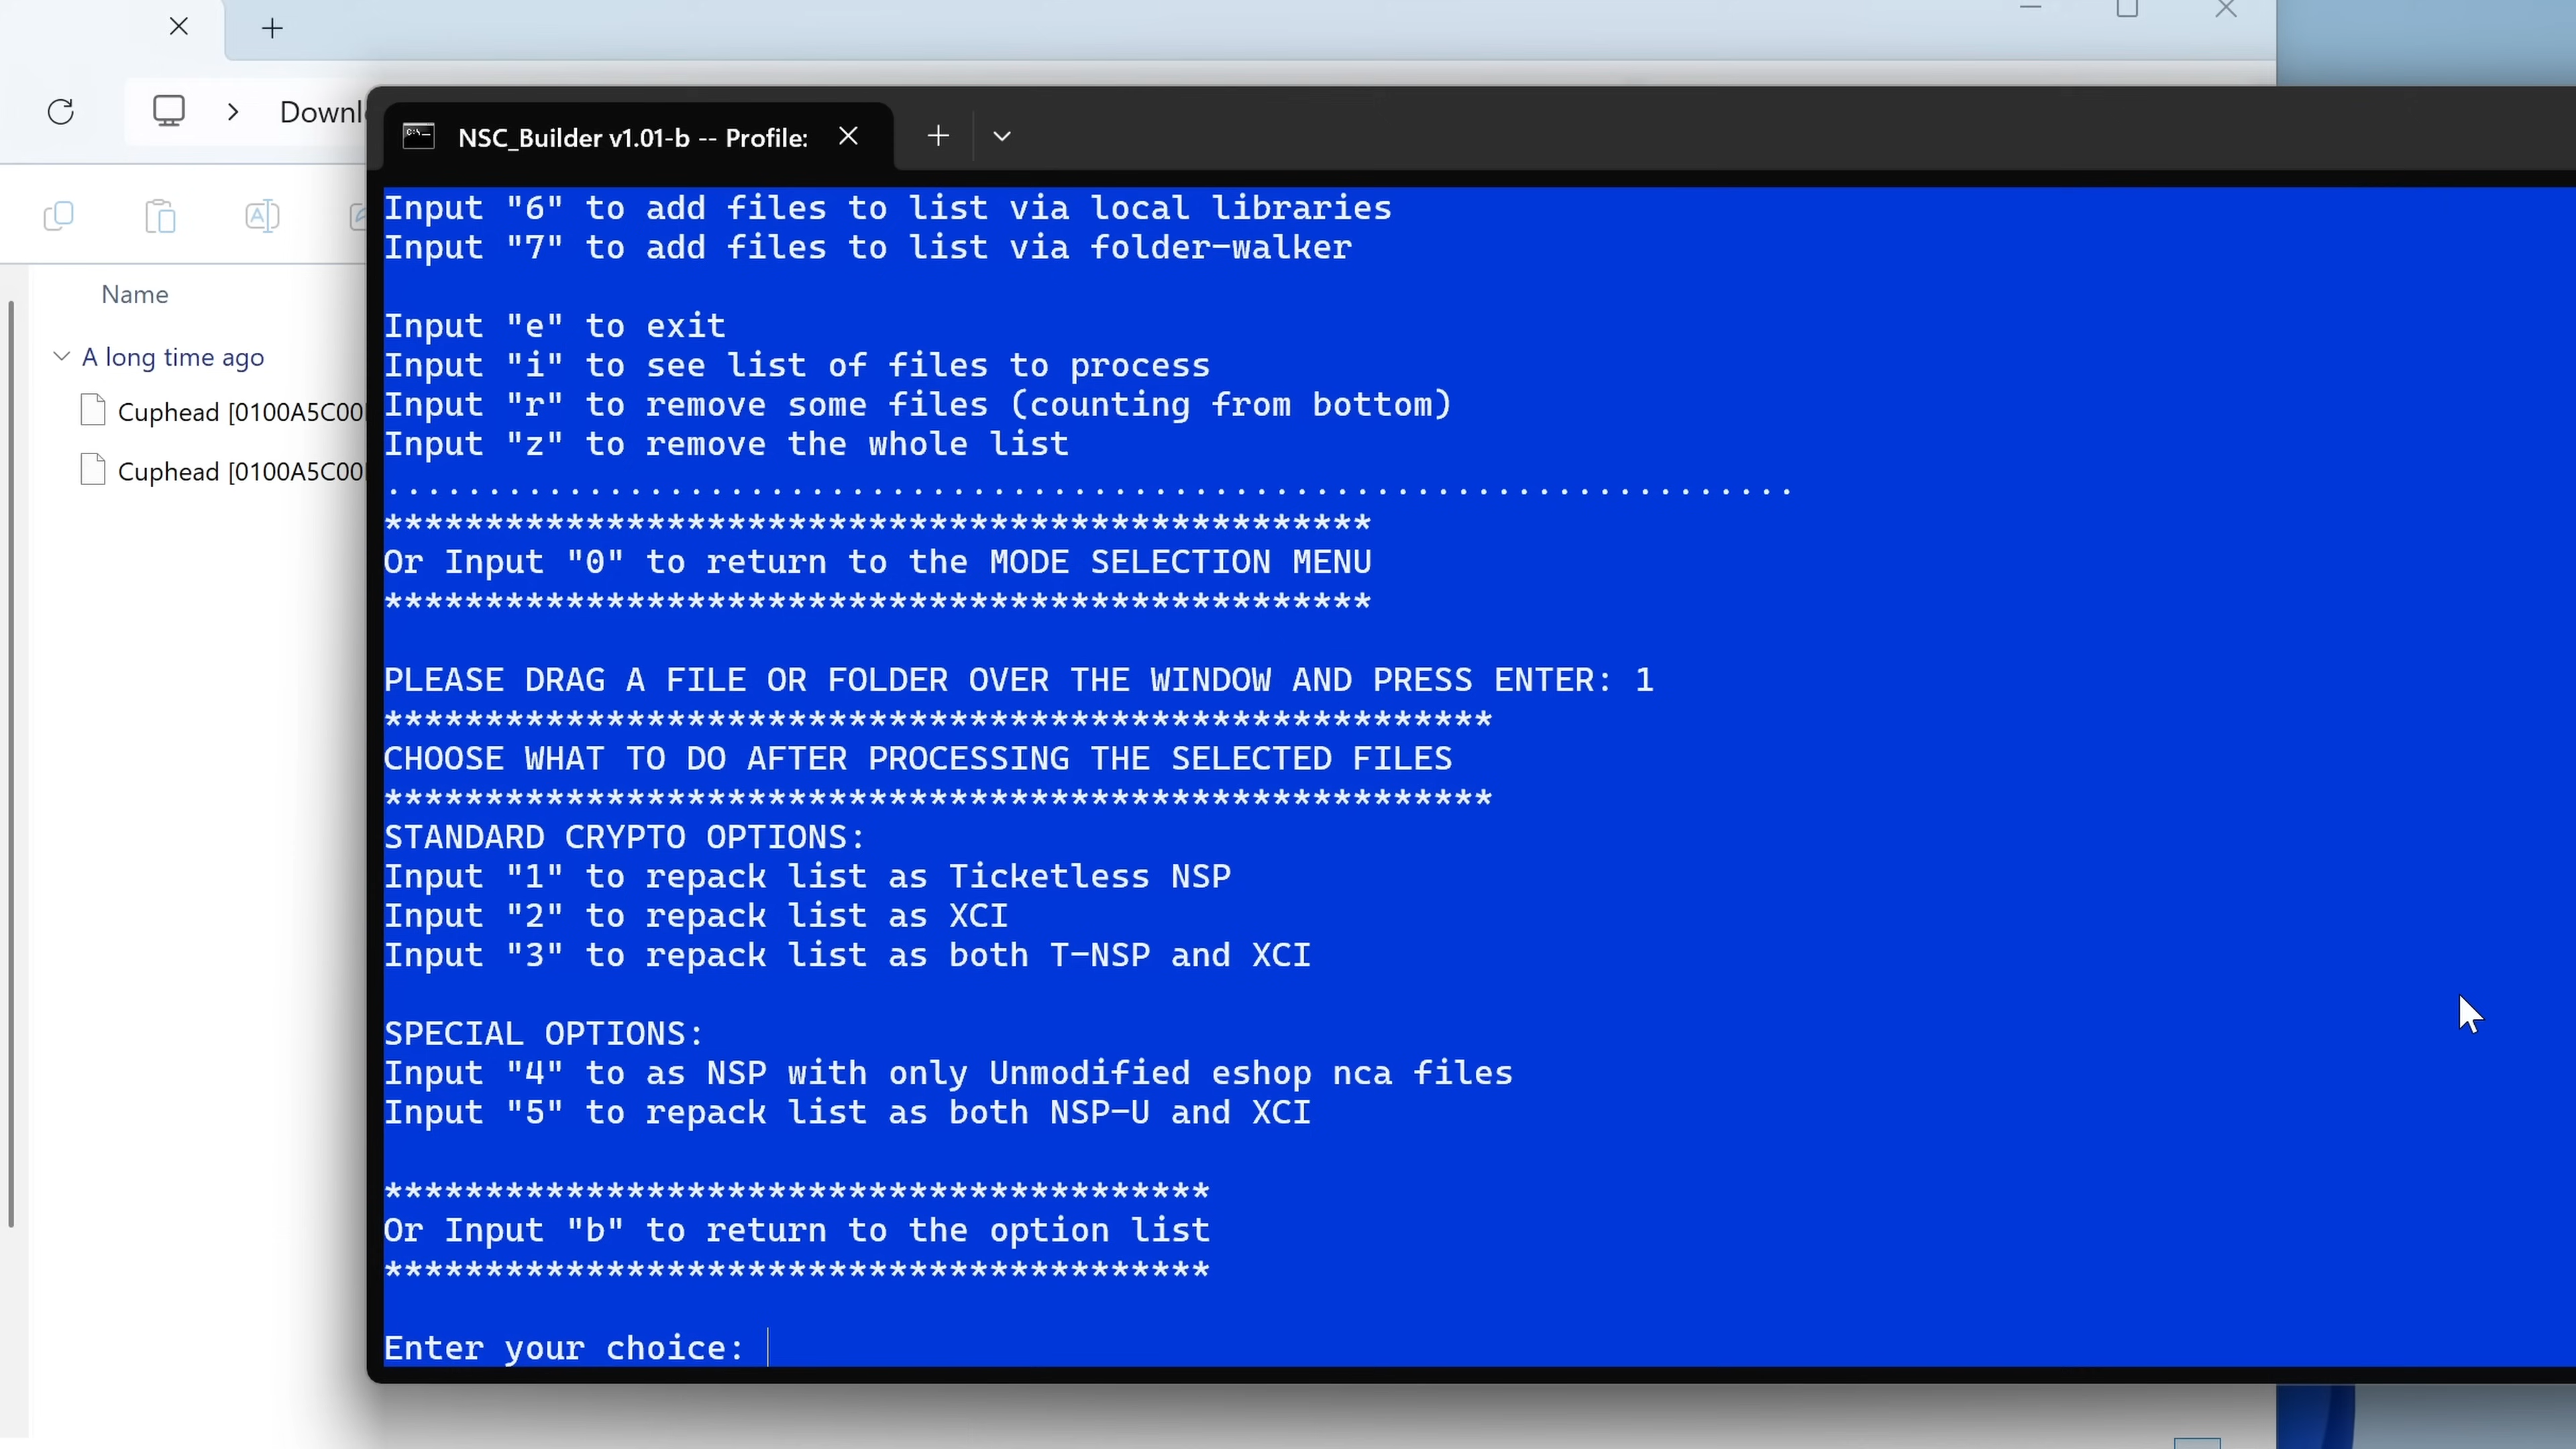 Downl
NSC_Builder v1.01-b -- Profile:
Name
A long time ago
Cuphead [0100A5C00
Cuphead [0100A5C00
Input "6" to add files to list via local libraries
Input "7" to add files to list via folder-walker
Input "e" to exit
Input "i" to see list of files to process
Input "r" to remove some files (counting from bottom)
Input "z" to remove the whole list
......................................................................
*************************************************
Or Input "0" to return to the MODE SELECTION MENU
*************************************************
PLEASE DRAG A FILE OR FOLDER OVER THE WINDOW AND PRESS ENTER: 1
*******************************************************
CHOOSE WHAT TO DO AFTER PROCESSING THE SELECTED FILES
*******************************************************
STANDARD CRYPTO OPTIONS:
Input "1" to repack list as Ticketless NSP
Input "2" to repack list as XCI
Input "3" to repack list as both T-NSP and XCI
SPECIAL OPTIONS:
Input "4" to as NSP with only Unmodified eshop nca files
Input "5" to repack list as both NSP-U and XCI
*****************************************
Or Input "b" to return to the option list
*****************************************
Enter your choice: